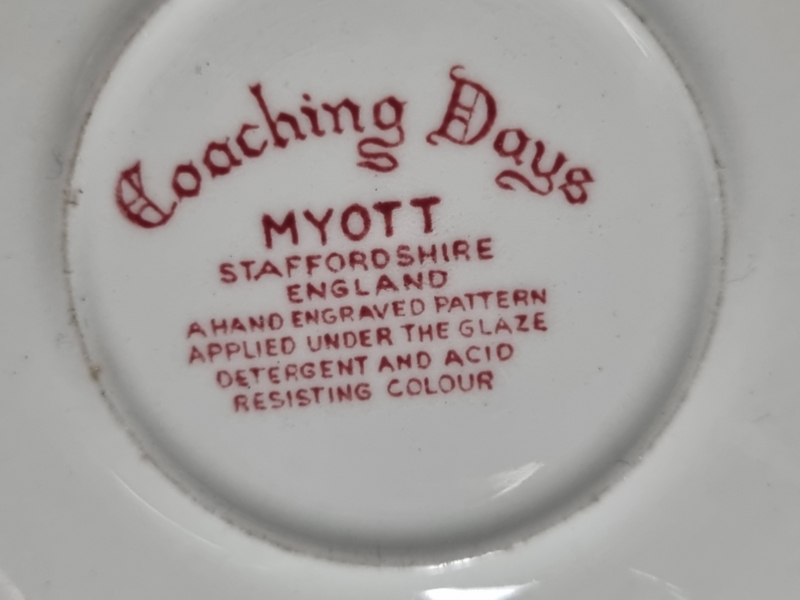 Coaching Days
MYOTT
STAFFORDSHIRE
ENGLAND
A HAND ENGRAVED PATTERN
APPLIED UNDER THE GLAZE
DETERGENT AND ACID
RESISTING COLOUR